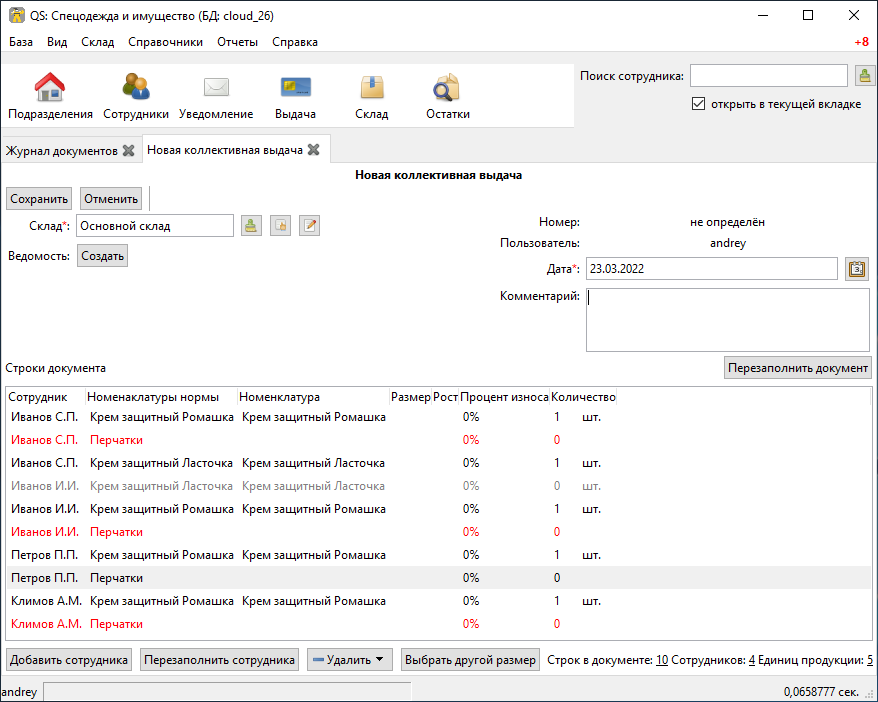 QS: Спецодежда и имущество (БД: cloud_26)
База Вид Склад Справочники Отчеты Справка +8
Подразделения Сотрудники Уведомление Выдача Склад Остатки
Поиск сотрудника:
открыть в текущей вкладке
Журнал документов Новая коллективная выдача
Новая коллективная выдача
Сохранить Отменить
Склад*: Основной склад
Ведомость: Создать
Номер: не определён
Пользователь: andrey
Дата*: 23.03.2022
Комментарий:
Строки документа Перезаполнить документ
Сотрудник Номенаклатуры нормы Номенклатура Размер Рост Процент износа Количество
Иванов С.П. Крем защитный Ромашка Крем защитный Ромашка 0% 1 шт.
Иванов С.П. Перчатки 0% 0
Иванов С.П. Крем защитный Ласточка Крем защитный Ласточка 0% 1 шт.
Иванов И.И. Крем защитный Ласточка Крем защитный Ласточка 0% 0 шт.
Иванов И.И. Крем защитный Ромашка Крем защитный Ромашка 0% 1 шт.
Иванов И.И. Перчатки 0% 0
Петров П.П. Крем защитный Ромашка Крем защитный Ромашка 0% 1 шт.
Петров П.П. Перчатки 0% 0
Климов А.М. Крем защитный Ромашка Крем защитный Ромашка 0% 1 шт.
Климов А.М. Перчатки 0% 0
Добавить сотрудника Перезаполнить сотрудника Удалить Выбрать другой размер Строк в документе: 10 Сотрудников: 4 Единиц продукции: 5
andrey 0,0658777 сек.